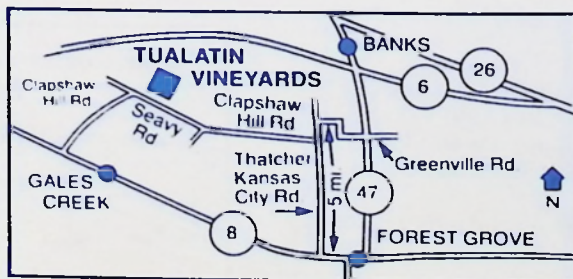 BANKS
TUALATIN
VINEYARDS
26
6
Clapshaw
Hill Rd
Clapshaw
Hill Rd
Seavy
Rd
Greenville Rd.
Thatcher
Kansas
City Rd
5 mi.
47
N
GALES
CREEK
8
FOREST GROVE